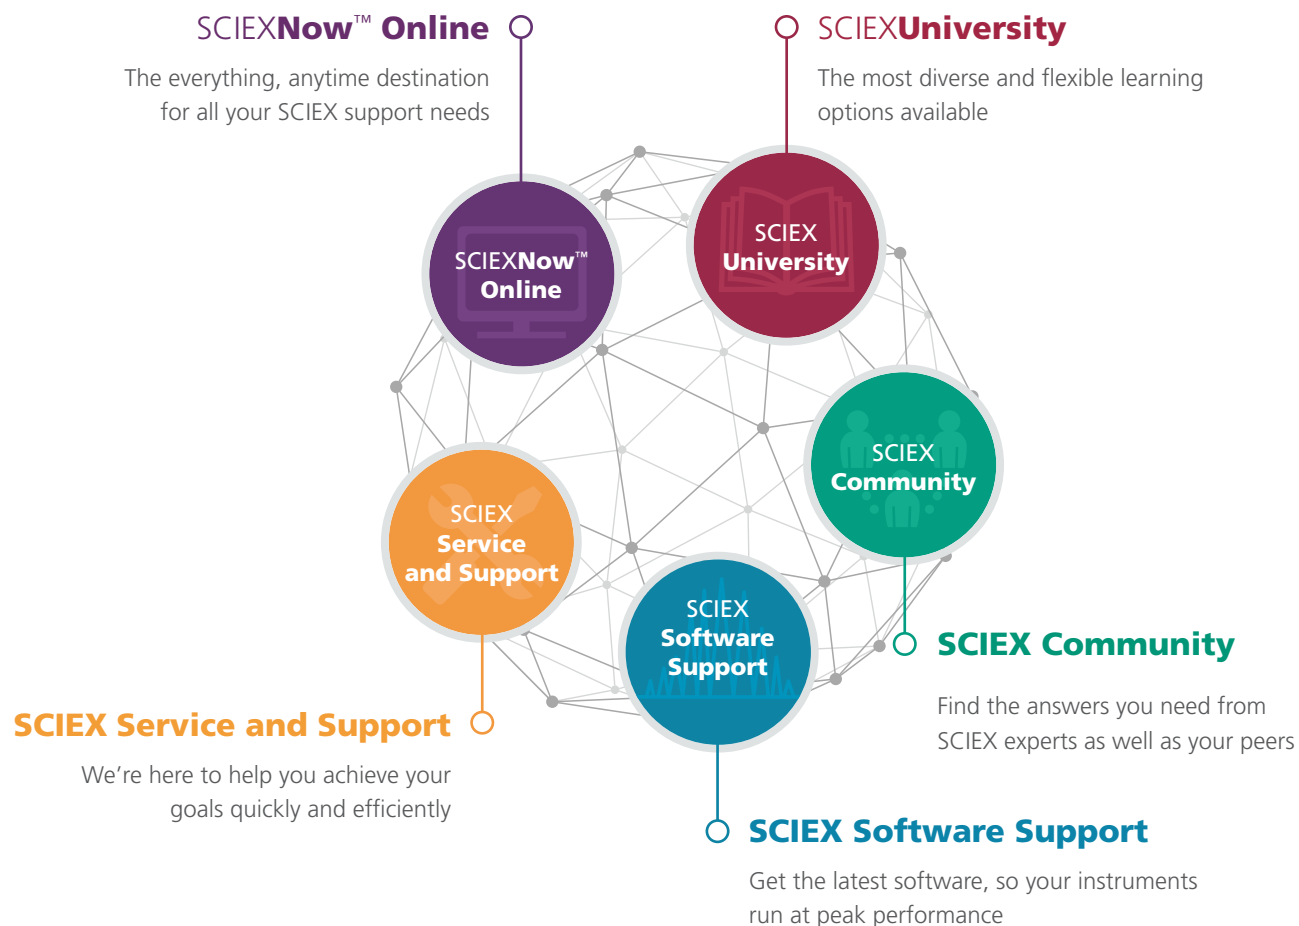 SCIEXNow™ Online
The everything, anytime destination
for all your SCIEX support needs
SCIEXUniversity
The most diverse and flexible learning
options available
SCIEXNow™
Online
SCIEX
University
SCIEX
Community
SCIEX
Service
and Support
SCIEX
Software
Support
SCIEX Community
Find the answers you need from
SCIEX experts as well as your peers
SCIEX Service and Support
We’re here to help you achieve your
goals quickly and efficiently
SCIEX Software Support
Get the latest software, so your instruments
run at peak performance